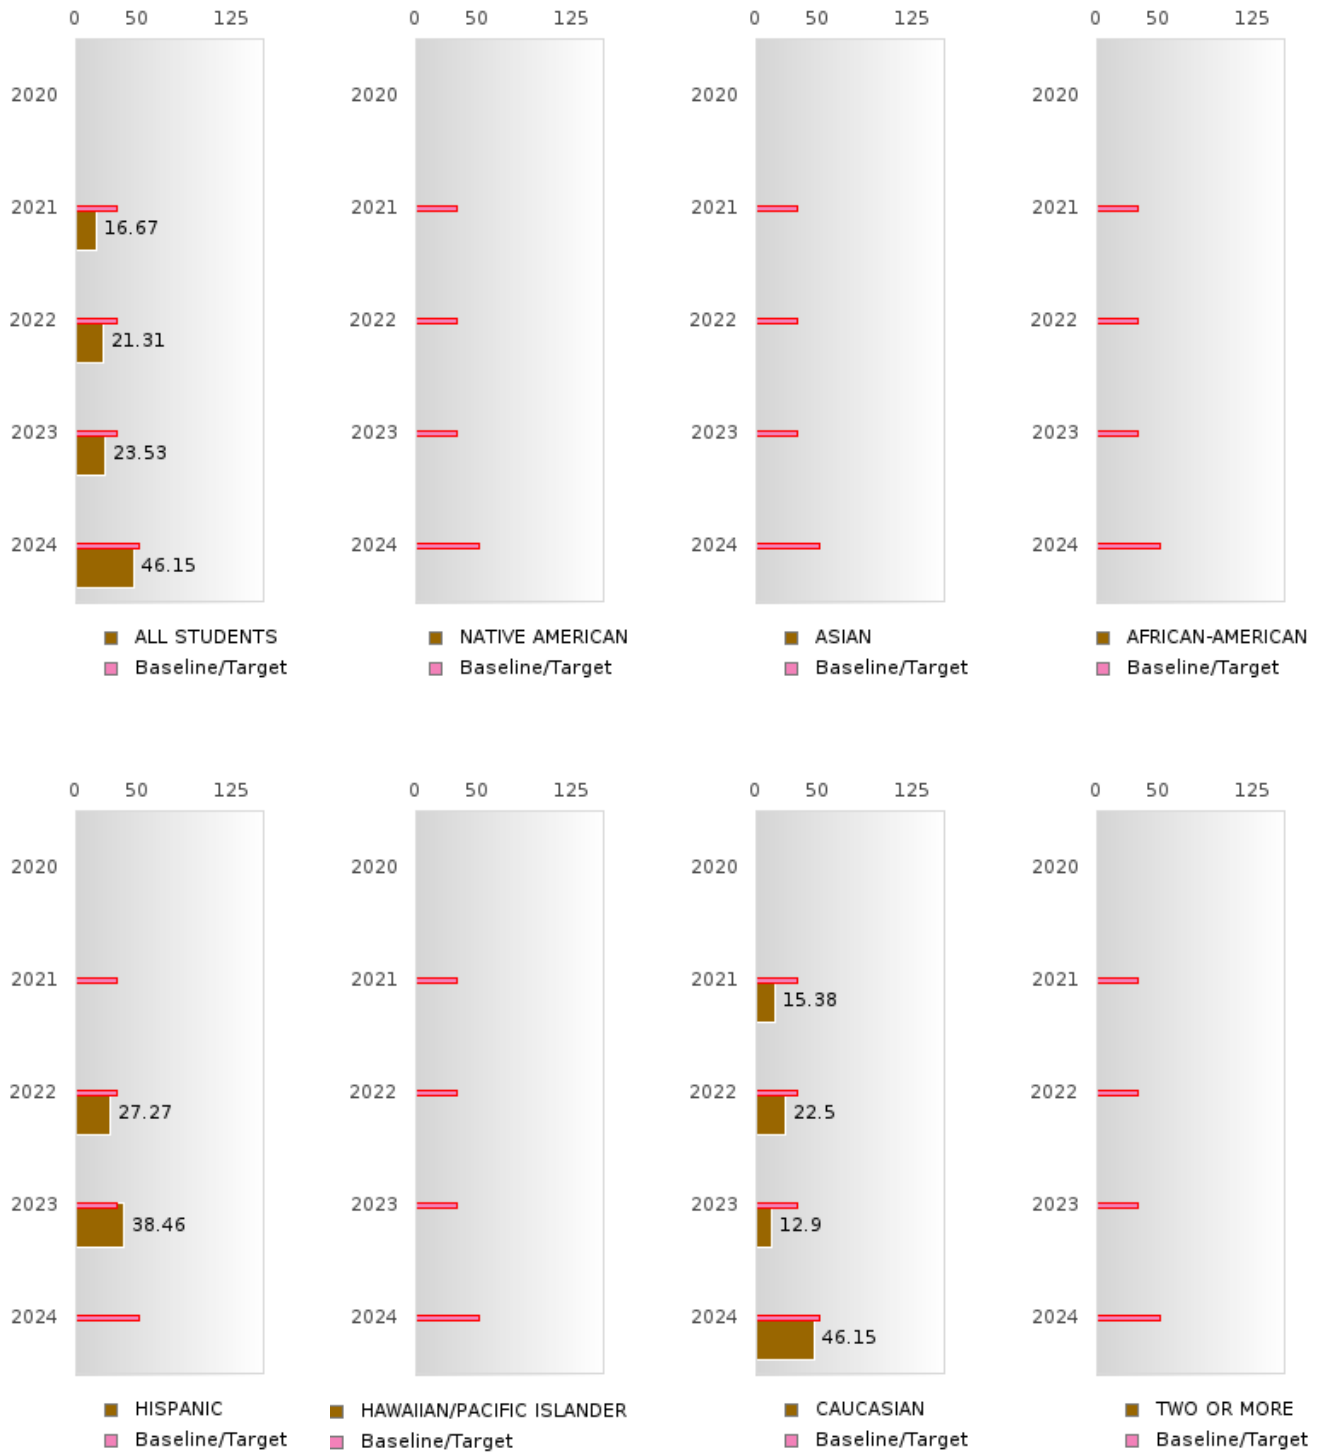 0 50 125 0 50 125 0 50 125 0 50 125
2020 2020 2020 2020
2021 2021 2021 2021
16.67
2022 2022 2022 2022
21.31
2023 2023 2023 2023
23.53
2024 2024 2024 2024
46.15
ALL STUDENTS NATIVE AMERICAN ASIAN AFRICAN-AMERICAN
Baseline/Target Baseline/Target Baseline/Target Baseline/Target
0 50 125 0 50 125 0 50 125 0 50 125
2020 2020 2020 2020
2021 2021 2021 2021
15.38
2022 2022 2022 2022
27.27 22.5
2023 2023 2023 2023
38.46 12.9
2024 2024 2024 2024
46.15
HISPANIC HAWAIIAN/PACIFIC ISLANDER CAUCASIAN TWO OR MORE
Baseline/Target Baseline/Target Baseline/Target Baseline/Target